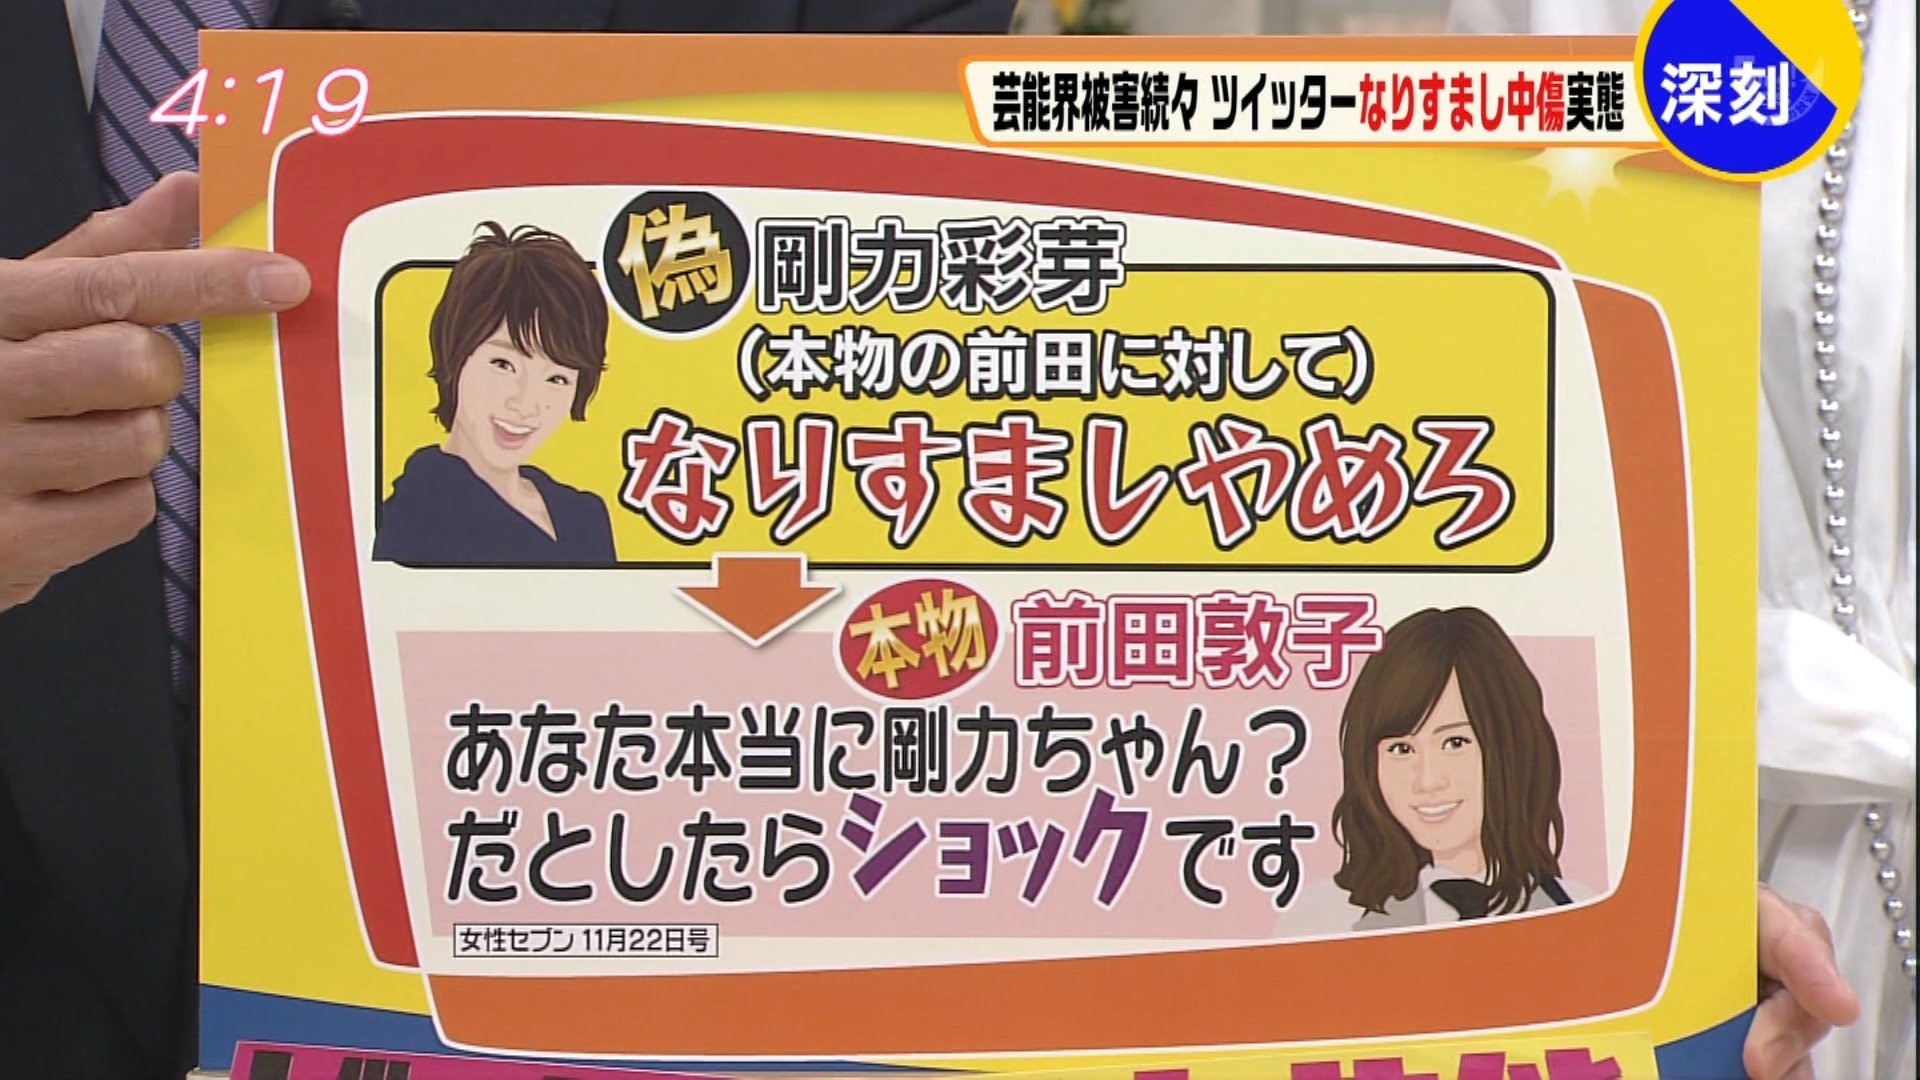 4:19
芸能界被害続々 ツイッターなりすまし中傷実態
深刻
偽 剛力彩芽
(本物の前田に対して)
なりすましやめろ
本物 前田敦子
あなた本当に剛力ちゃん?
だとしたらショックです
女性セブン 11月22日号